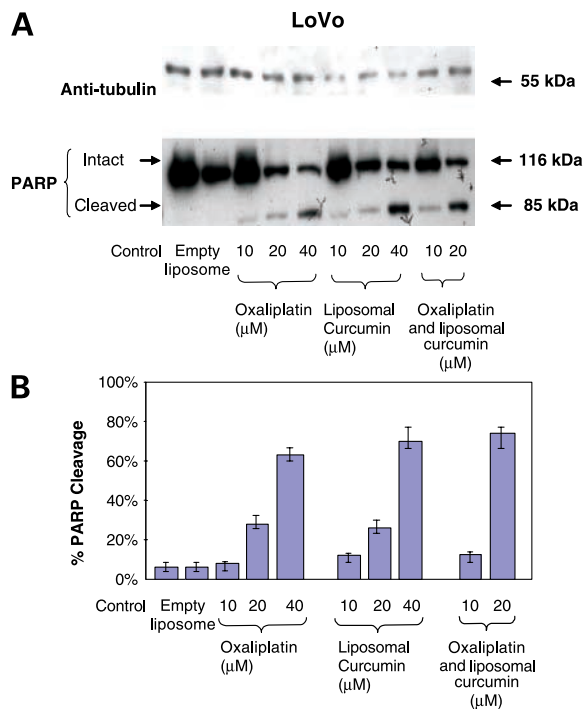 A
LoVo
Anti-tubulin
55 kDa
Intact
116 kDa
PARP
Cleaved
85 kDa
Control Empty liposome 10 20 40 10 20 40 10 20
Oxaliplatin (μM)
Liposomal Curcumin (μM)
Oxaliplatin and liposomal curcumin (μM)
B
% PARP Cleavage
100%
80%
60%
40%
20%
0%
Control Empty liposome 10 20 40 10 20 40 10 20
Oxaliplatin (μM)
Liposomal Curcumin (μM)
Oxaliplatin and liposomal curcumin (μM)